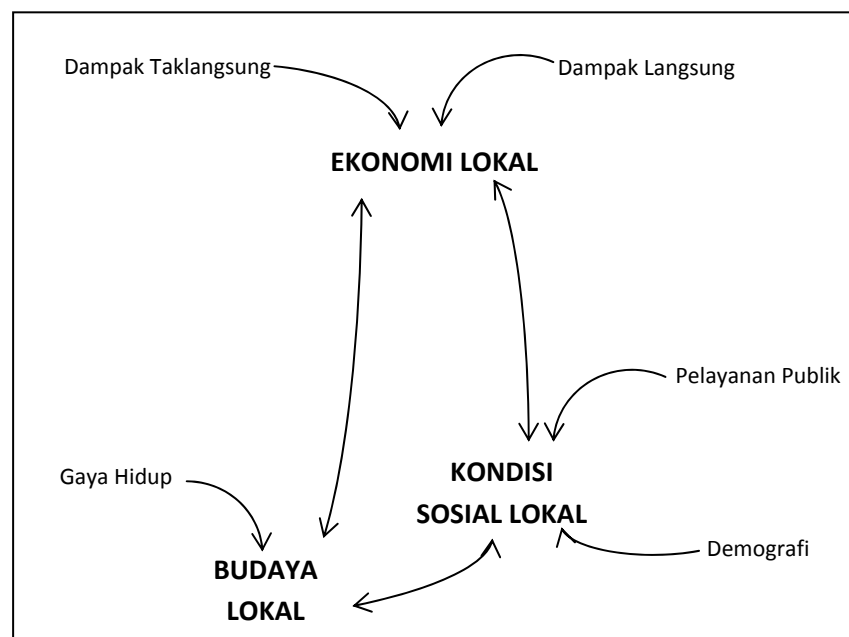 Dampak Taklangsung
Dampak Langsung
EKONOMI LOKAL
Pelayanan Publik
KONDISI
SOSIAL LOKAL
Gaya Hidup
Demografi
BUDAYA
LOKAL